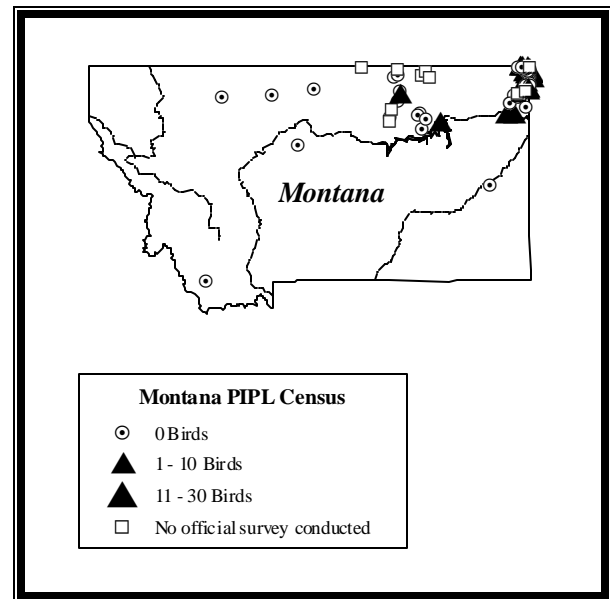 Montana
Montana PIPL Census
0 Birds
1 - 10 Birds
11 - 30 Birds
No official survey conducted